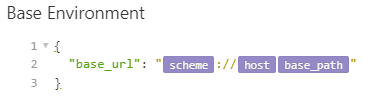 Base Environment
1 {
2 "base_url": "scheme://host base_path"
3 }